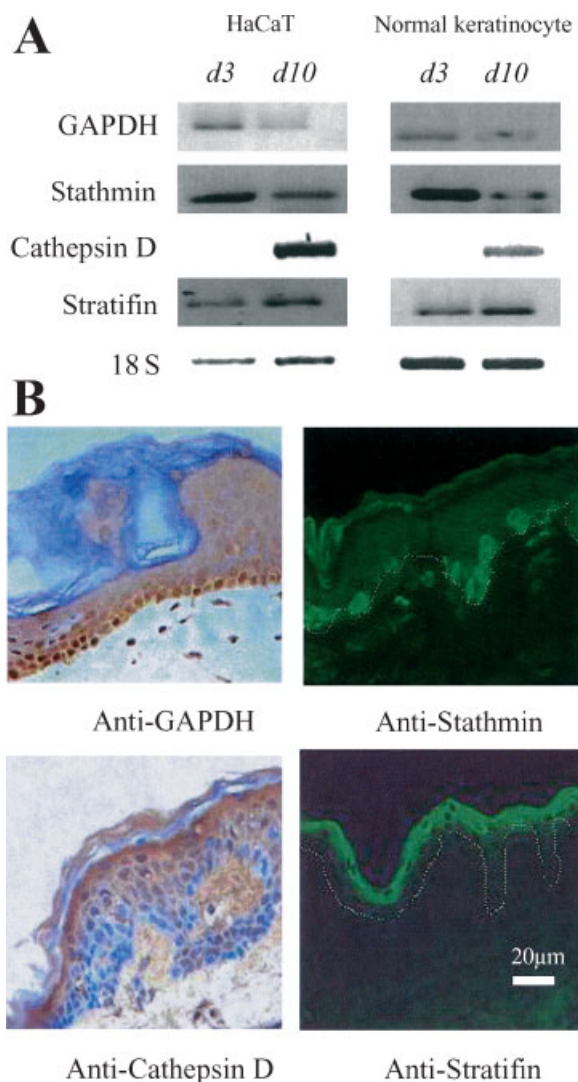 A
HaCaT
Normal keratinocyte
d3 d10 d3 d10
GAPDH
Stathmin
Cathepsin D
Stratifin
18 S
B
Anti-GAPDH Anti-Stathmin
20µm
Anti-Cathepsin D Anti-Stratifin